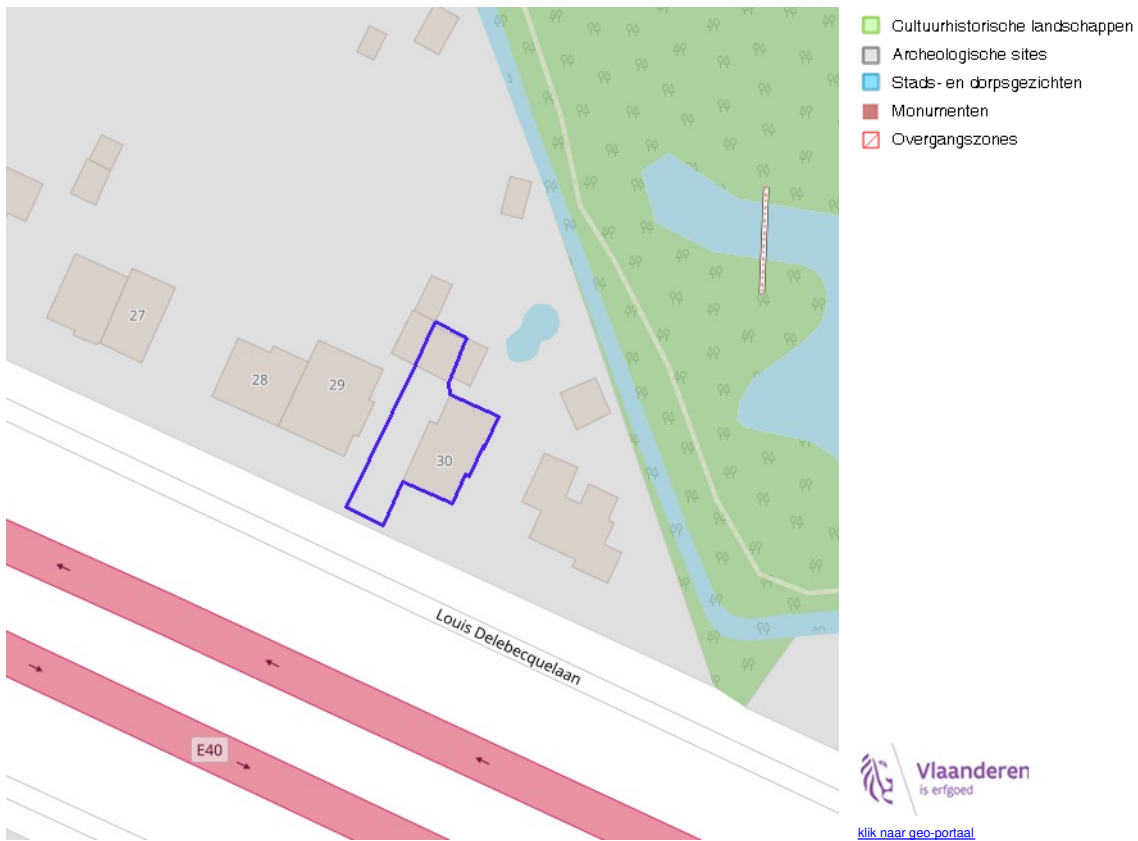 Cultuurhistorische landschappen
Archeologische sites
Stads- en dorpsgezichten
Monumenten
Overgangszones
27
28
29
30
Louis Delebecquelaan
E40
Vlaanderen
is erfgoed
klik naar geo-portaal